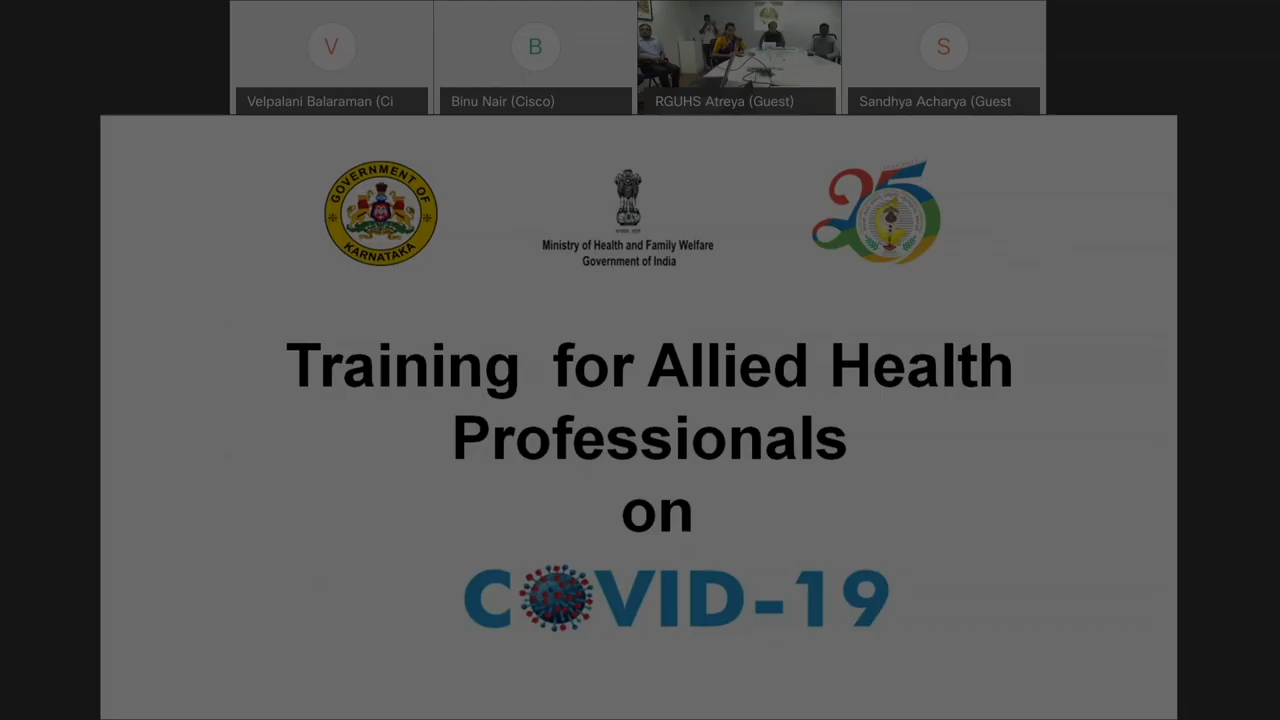 V
B
S
Velpalani Balaraman (Ci
Binu Nair (Cisco)
RGUHS Atreya (Guest)
Sandhya Acharya (Guest
GOVERNMENT OF
KARNATAKA
Ministry of Health and Family Welfare
Government of India
25
Training for Allied Health
Professionals
on
COVID-19